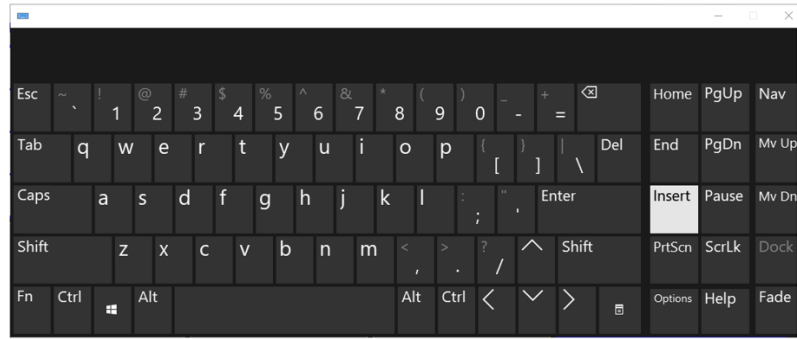 Esc ~ ` ! 1 @ 2 # 3 $ 4 % 5 ^ 6 & 7 * 8 ( 9 ) 0 _ - + = Home PgUp Nav
Tab q w e r t y u i o p { [ } ] | \ Del End PgDn Mv Up
Caps a s d f g h j k l : ; " ' Enter Insert Pause Mv Dn
Shift z x c v b n m < , > . ? / Shift PrtScn ScrLk Dock
Fn Ctrl Alt Alt Ctrl Options Help Fade